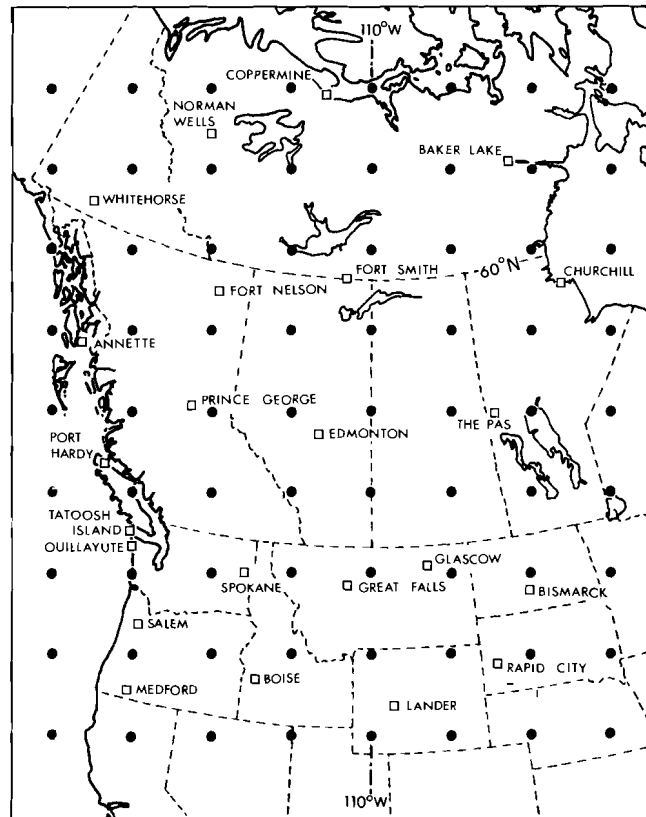 110°W
COPPERMINE
NORMAN
WELLS
BAKER LAKE
WHITEHORSE
60°N
FORT SMITH
CHURCHILL
FORT NELSON
ANNETTE
PRINCE GEORGE
THE PAS
EDMONTON
PORT
HARDY
TATOOSH
ISLAND
QUILLAYUTE
GLASCOW
SPOKANE
GREAT FALLS
BISMARCK
SALEM
RAPID CITY
BOISE
MEDFORD
LANDER
110°W